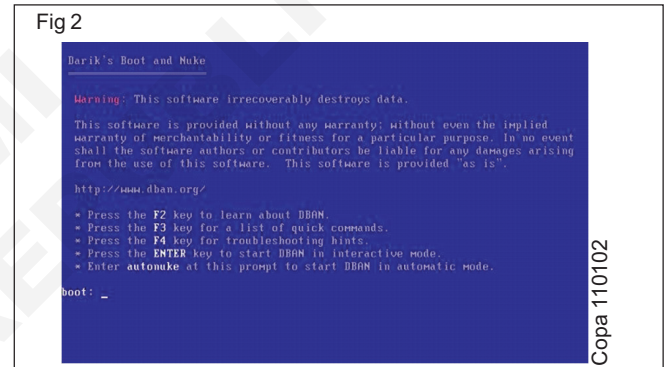 Fig 2
Darik's Boot and Nuke
Warning: This software irrecoverably destroys data.
This software is provided without any warranty; without even the implied
warranty of merchantability or fitness for a particular purpose. In no event
shall the software authors or contributors be liable for any damages arising
from the use of this software. This software is provided "as is".
http://www.dban.org/
* Press the F2 key to learn about DBAN.
* Press the F3 key for a list of quick commands.
* Press the F4 key for troubleshooting hints.
* Press the ENTER key to start DBAN in interactive mode.
* Enter autonuke at this prompt to start DBAN in automatic mode.
boot: _
Copa 110102